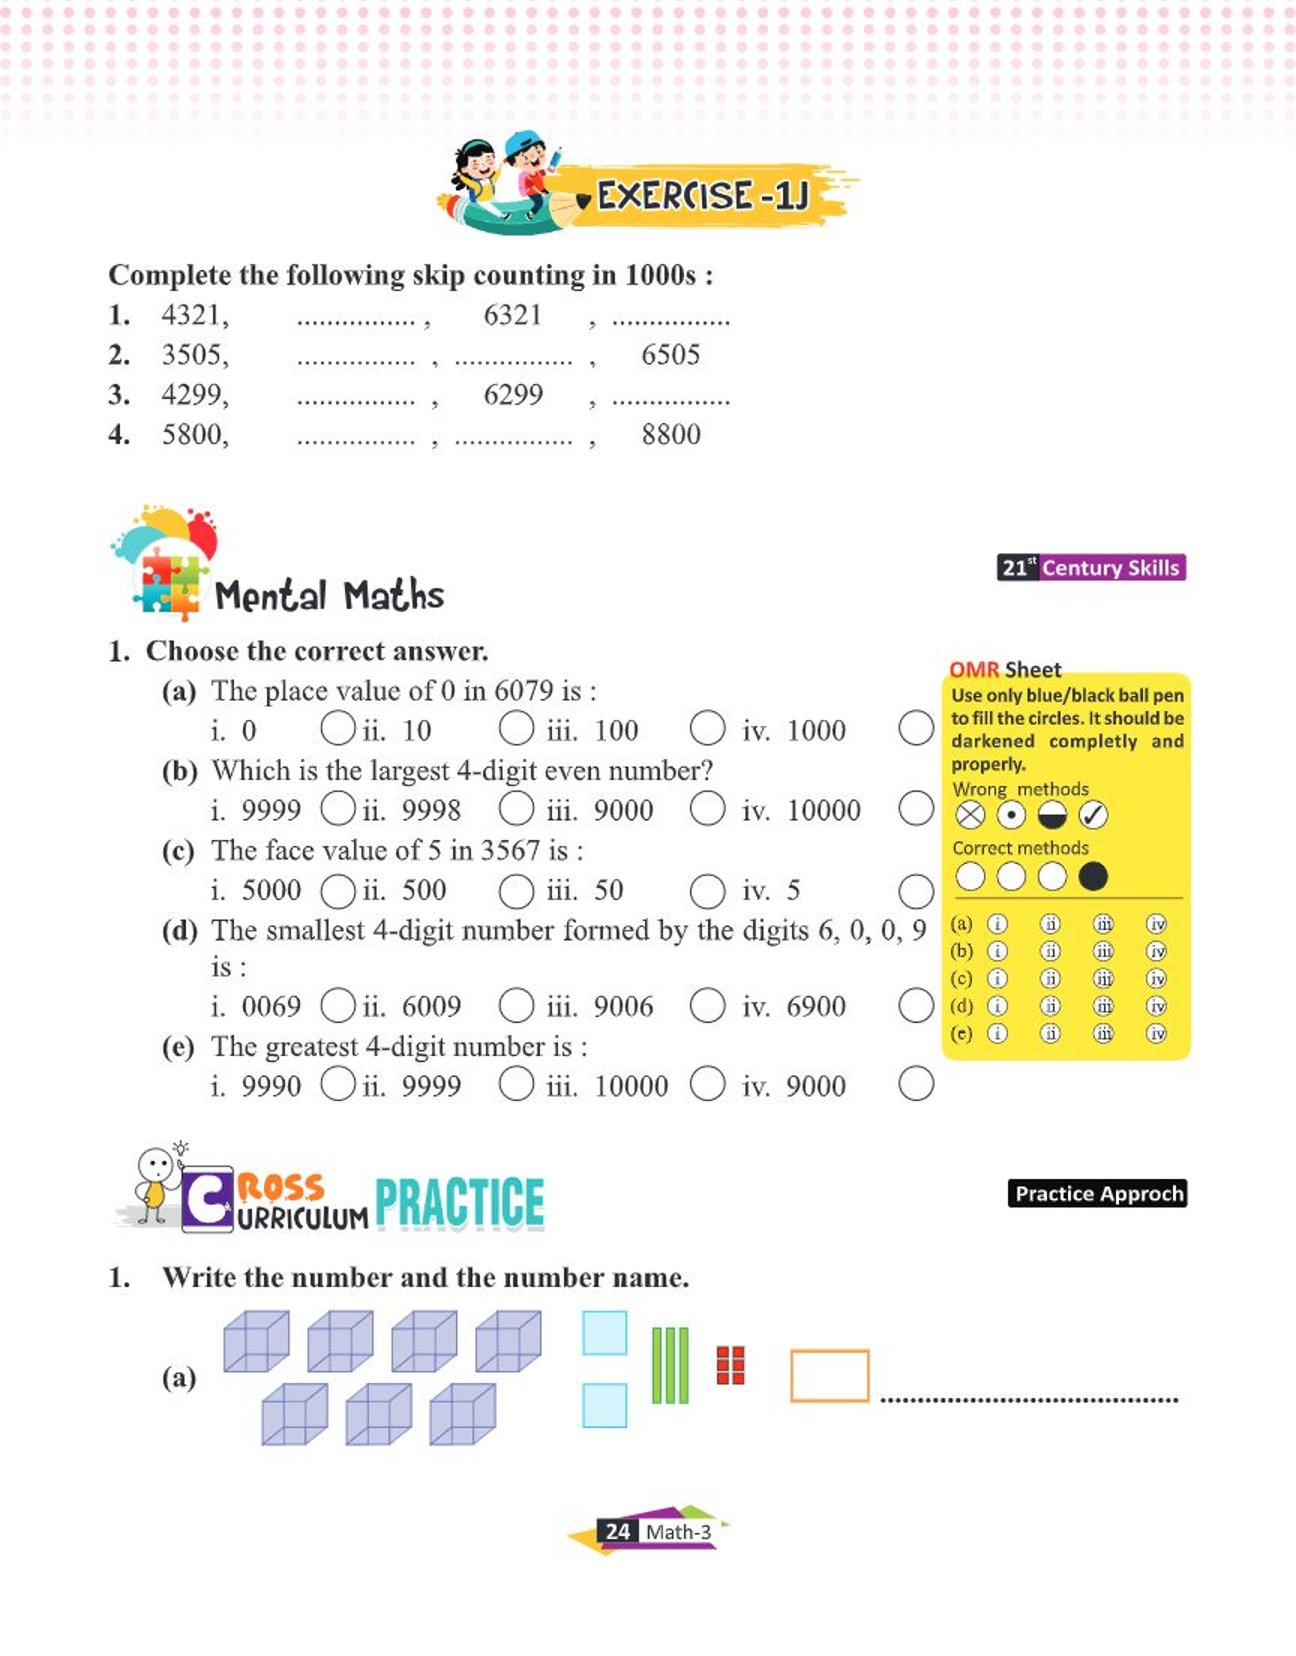 EXERCISE -1J
Complete the following skip counting in 1000s :
1. 4321, ................ , 6321 , ................
2. 3505, ................ , ................ , 6505
3. 4299, ................ , 6299 , ................
4. 5800, ................ , ................ , 8800
Mental Maths
21st Century Skills
1. Choose the correct answer.
(a) The place value of 0 in 6079 is :
i. 0 ii. 10 iii. 100 iv. 1000
(b) Which is the largest 4-digit even number?
i. 9999 ii. 9998 iii. 9000 iv. 10000
(c) The face value of 5 in 3567 is :
i. 5000 ii. 500 iii. 50 iv. 5
(d) The smallest 4-digit number formed by the digits 6, 0, 0, 9
is :
i. 0069 ii. 6009 iii. 9006 iv. 6900
(e) The greatest 4-digit number is :
i. 9990 ii. 9999 iii. 10000 iv. 9000
OMR Sheet
Use only blue/black ball pen
to fill the circles. It should be
darkened completly and
properly.
Wrong methods
Correct methods
(a) i ii iii iv
(b) i ii iii iv
(c) i ii iii iv
(d) i ii iii iv
(e) i ii iii iv
CROSS
CURRICULUM PRACTICE
Practice Approch
1. Write the number and the number name.
(a) ........................................
24 Math-3